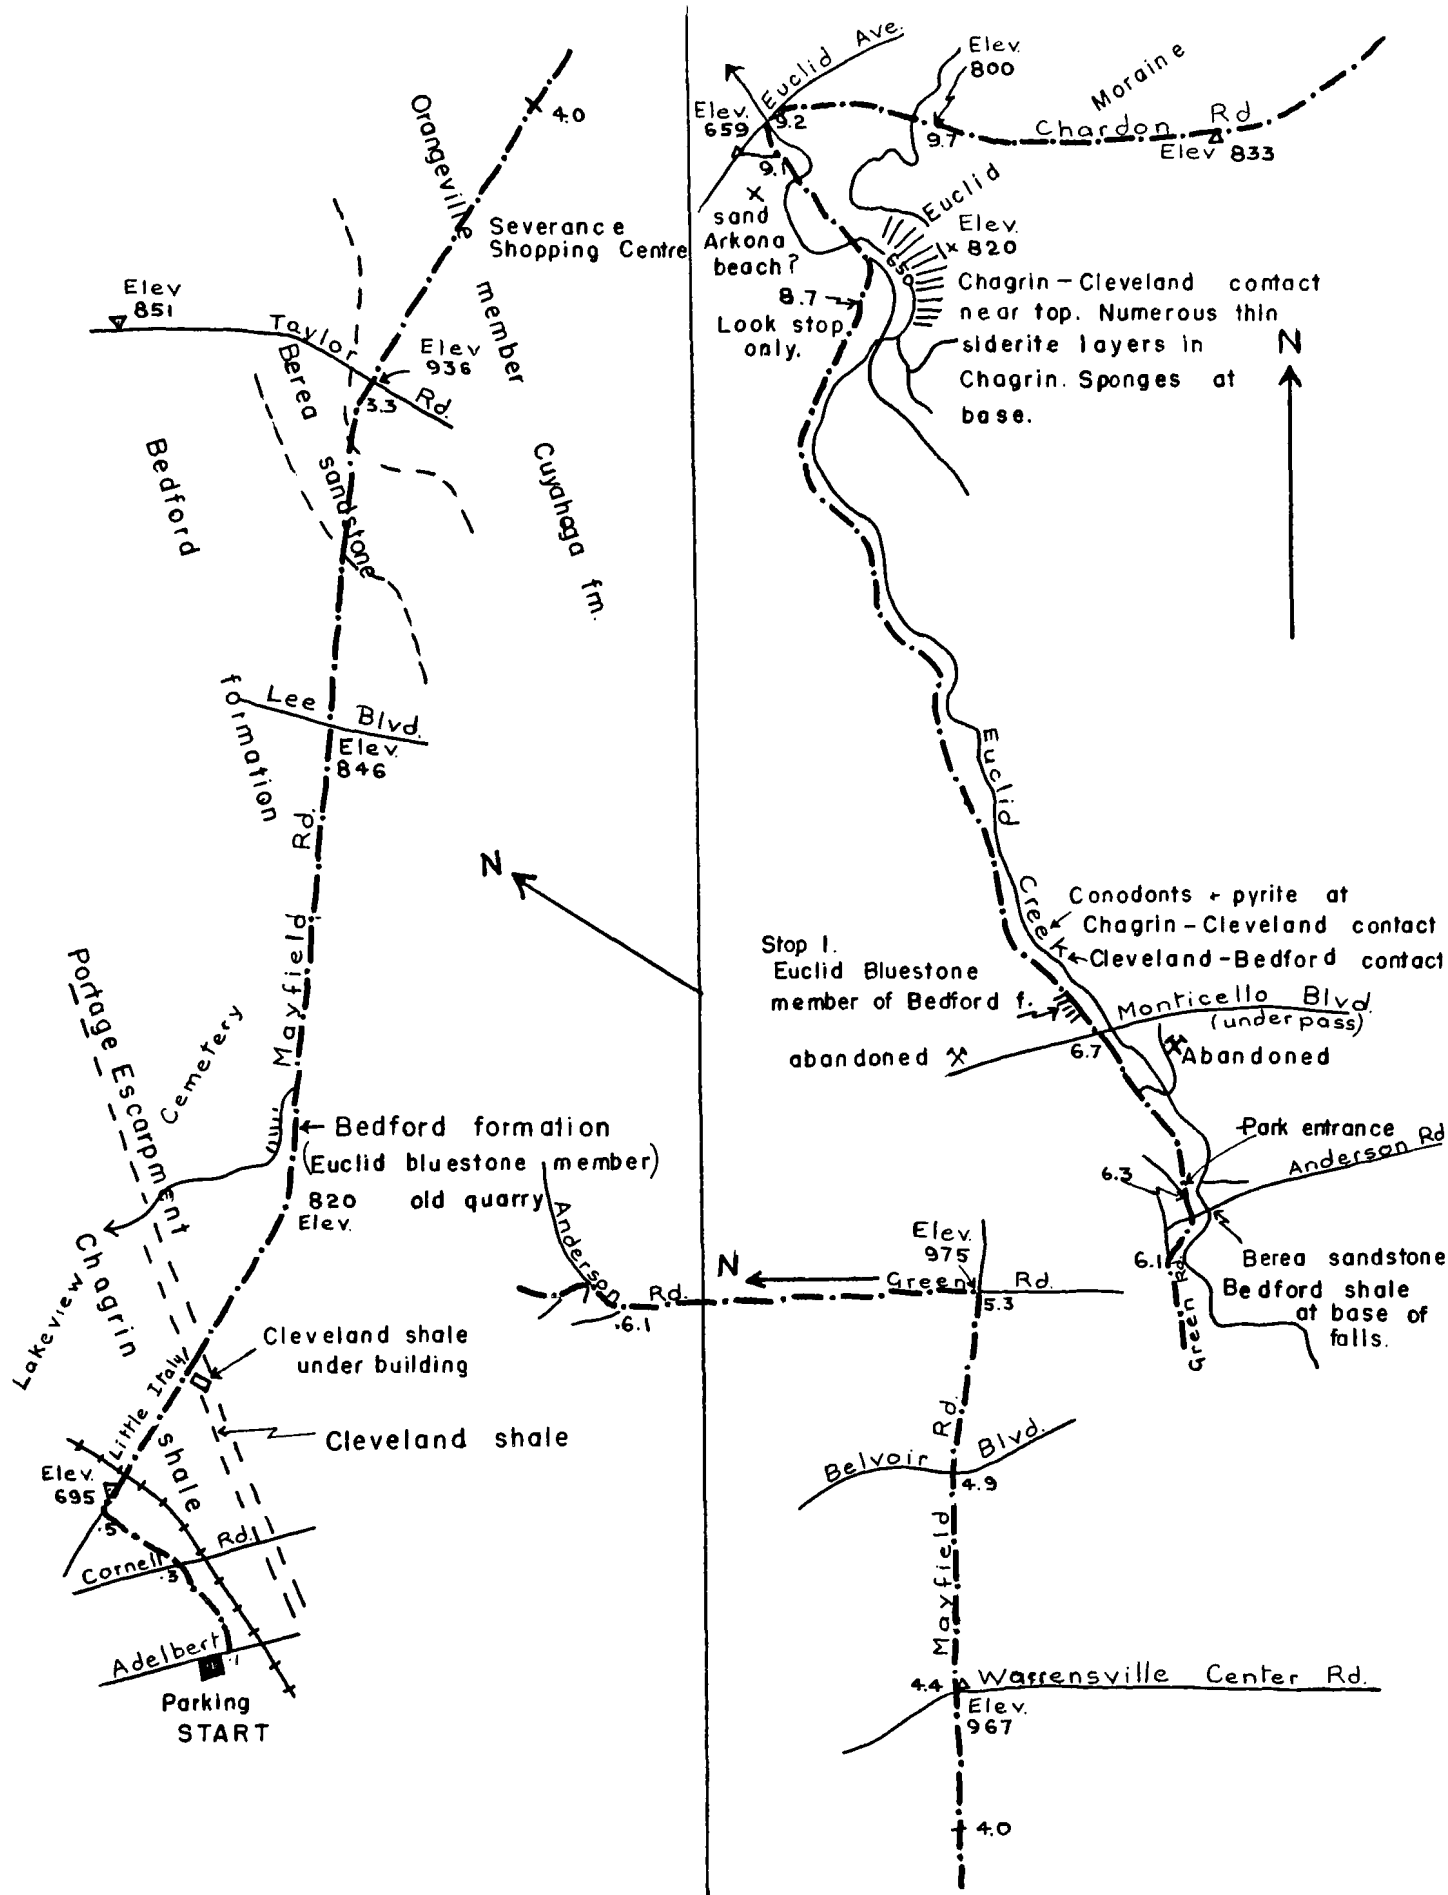 Orangeville
member
4.0
Severance
Shopping Centre
Elev
851
Taylor
Rd.
Elev
936
3.3
Berea
sandstone
Bedford
formation
Cuyahoga fm.
Lee Blvd.
Elev.
846
Mayfield Rd.
N
Portage Escarpment
Cemetery
Bedford formation
(Euclid bluestone member)
820 old quarry
Elev.
Lakeview
Chagrin
shale
Cleveland shale
under building
Little Italy
Cleveland shale
Elev.
695
.5
Cornell Rd.
.3
Adelbert
.1
Parking
START
Euclid Ave.
Elev.
659
9.2
9.1
Elev.
800
9.7
Moraine
Chardon Rd
Elev 833
sand
Arkona
beach?
Euclid
650
Elev.
x 820
8.7
Look stop
only.
Chagrin-Cleveland contact
near top. Numerous thin
siderite layers in
Chagrin. Sponges at
base.
N
Euclid
Creek
Conodonts + pyrite at
Chagrin-Cleveland contact
Cleveland-Bedford contact
Stop 1.
Euclid Bluestone
member of Bedford f.
Monticello Blvd.
(underpass)
6.7
abandoned
Abandoned
Park entrance
Anderson Rd
6.3
6.1
Green Rd.
Berea sandstone
Bedford shale
at base of
falls.
Anderson
Rd.
.6.1
N
Elev.
975
Green Rd.
5.3
Mayfield Rd.
Belvoir Blvd.
4.9
4.4
Warrensville Center Rd.
Elev.
967
4.0